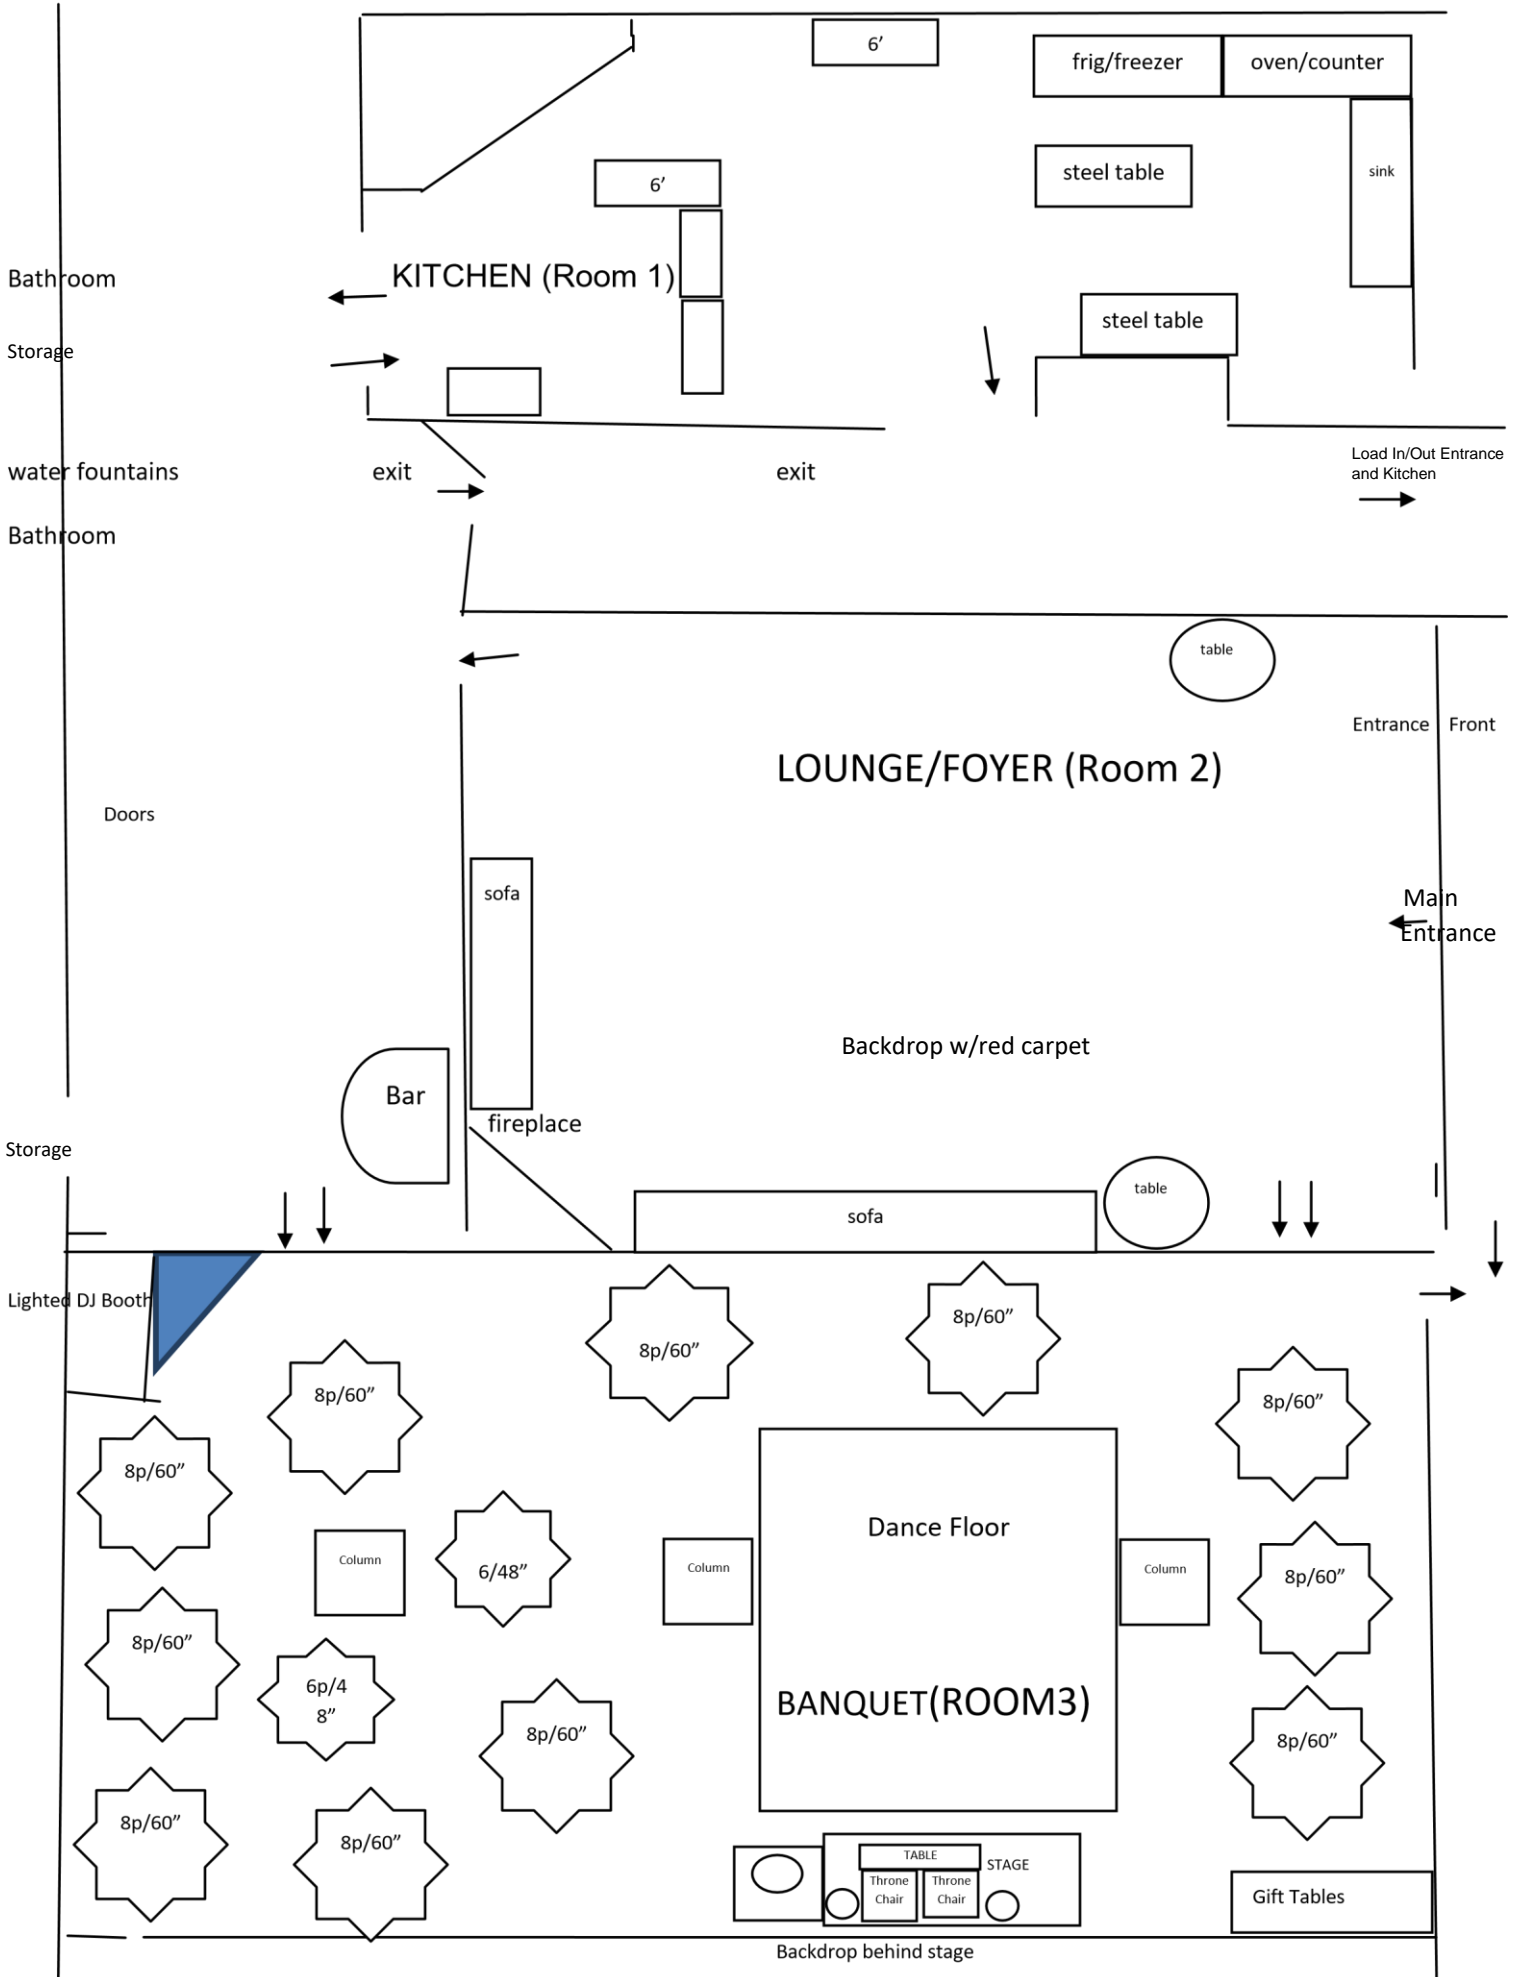 6’
frig/freezer
oven/counter
steel table
sink
6’
KITCHEN (Room 1)
Bathroom
steel table
Storage
Load In/Out Entrance
and Kitchen
water fountains
exit
exit
Bathroom
table
Entrance
Front
LOUNGE/FOYER (Room 2)
Doors
sofa
Main
Entrance
Backdrop w/red carpet
Bar
fireplace
Storage
table
sofa
Lighted DJ Booth
8p/60”
8p/60”
8p/60”
8p/60”
8p/60”
Dance Floor
Column
6/48”
Column
Column
8p/60”
8p/60”
6p/4
8”
BANQUET(ROOM3)
8p/60”
8p/60”
8p/60”
8p/60”
TABLE
STAGE
Throne
Chair
Throne
Chair
Gift Tables
Backdrop behind stage